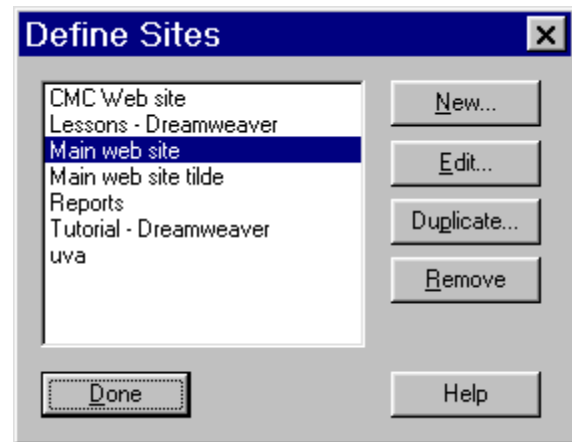 Define Sites
CMC Web site
Lessons - Dreamweaver
Main web site
Main web site tilde
Reports
Tutorial - Dreamweaver
uva
New...
Edit...
Duplicate...
Remove
Done
Help